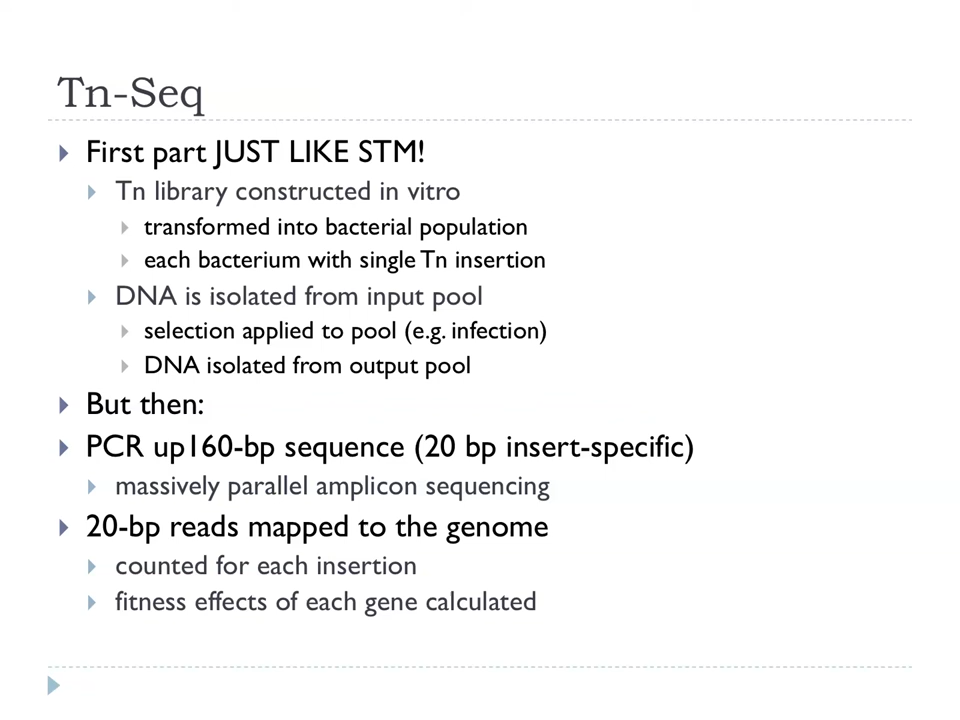 Tn-Seq
First part JUST LIKE STM!
Tn library constructed in vitro
transformed into bacterial population
each bacterium with single Tn insertion
DNA is isolated from input pool
selection applied to pool (e.g. infection)
DNA isolated from output pool
But then:
PCR up160-bp sequence (20 bp insert-specific)
massively parallel amplicon sequencing
20-bp reads mapped to the genome
counted for each insertion
fitness effects of each gene calculated